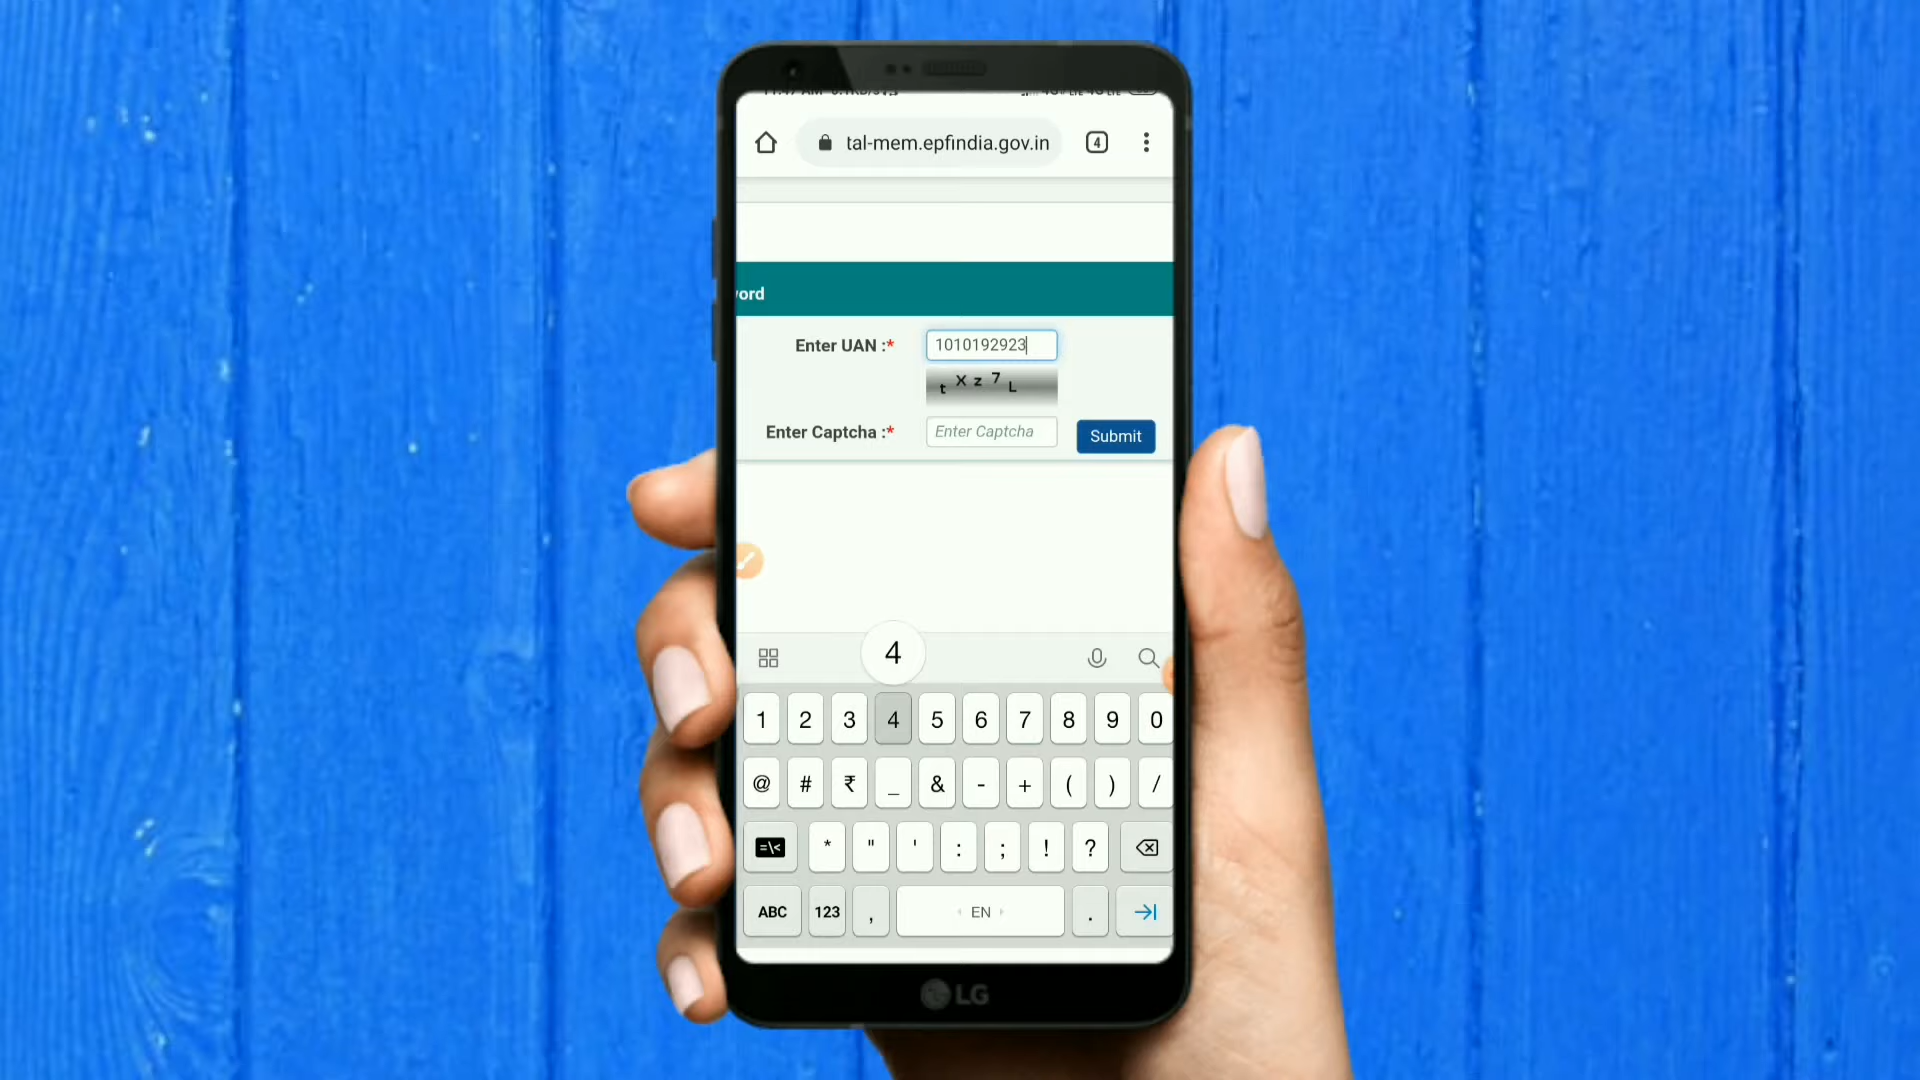 tal-mem.epfindia.gov.in 4
ord
Enter UAN :* 1010192923
t X z 7 L
Enter Captcha :* Enter Captcha Submit
4
1 2 3 4 5 6 7 8 9 0
@ # ₹ _ & - + ( ) /
=\< * " ' : ; ! ?
ABC 123 , EN .
LG